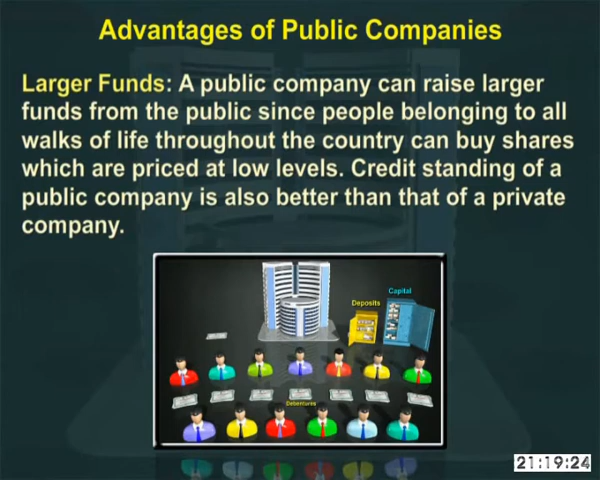 Advantages of Public Companies
Larger Funds: A public company can raise larger
funds from the public since people belonging to all
walks of life throughout the country can buy shares
which are priced at low levels. Credit standing of a
public company is also better than that of a private
company.
Capital
Deposits
Debentures
21:19:24